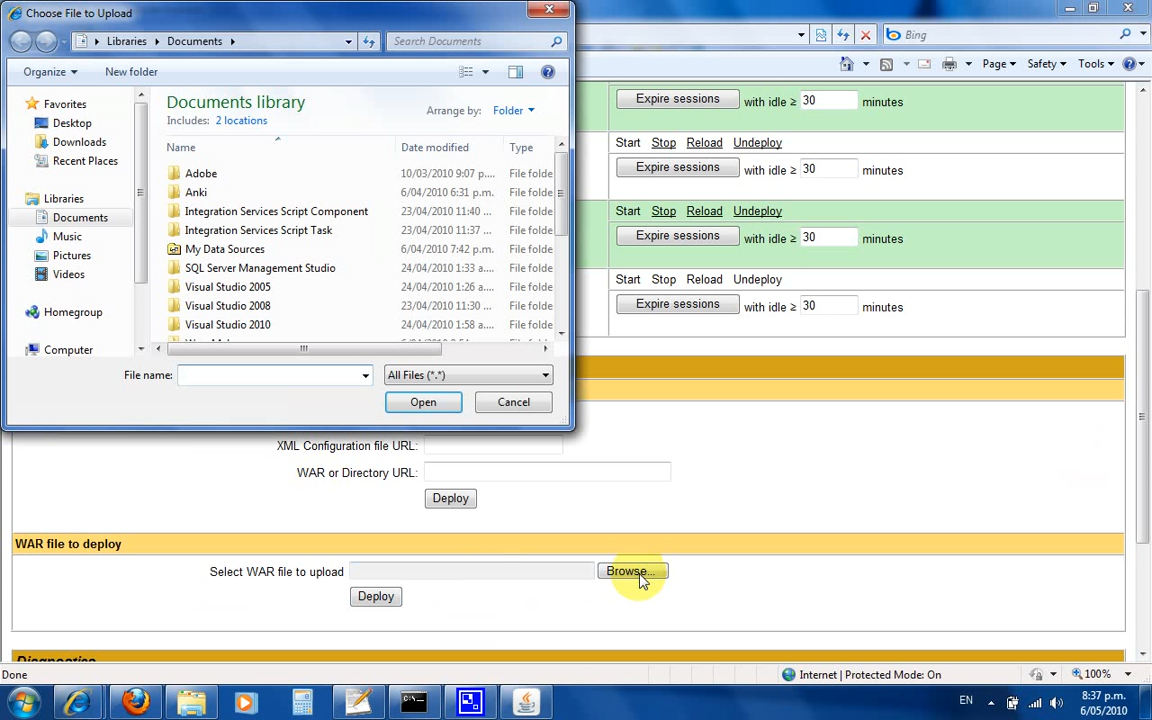 Choose File to Upload
Libraries Documents
Search Documents
Bing
Organize New folder
Page Safety Tools
Favorites
Desktop
Downloads
Recent Places
Libraries
Documents
Music
Pictures
Videos
Homegroup
Computer
Documents library
Includes: 2 locations
Arrange by: Folder
Name Date modified Type
Adobe 10/03/2010 9:07 p.... File folde
Anki 6/04/2010 6:31 p.m. File folde
Integration Services Script Component 23/04/2010 11:40 ... File folde
Integration Services Script Task 23/04/2010 11:37 ... File folde
My Data Sources 6/04/2010 7:42 p.m. File folde
SQL Server Management Studio 24/04/2010 1:33 a.... File folde
Visual Studio 2005 24/04/2010 1:26 a.... File folde
Visual Studio 2008 23/04/2010 11:30 ... File folde
Visual Studio 2010 24/04/2010 1:58 a.... File folde
File name: All Files (*.*)
Open Cancel
Expire sessions with idle ≥ 30 minutes
Start Stop Reload Undeploy
Expire sessions with idle ≥ 30 minutes
Start Stop Reload Undeploy
Expire sessions with idle ≥ 30 minutes
Start Stop Reload Undeploy
Expire sessions with idle ≥ 30 minutes
XML Configuration file URL:
WAR or Directory URL:
Deploy
WAR file to deploy
Select WAR file to upload Browse...
Deploy
Diagnostics
Done Internet | Protected Mode: On 100%
EN 8:37 p.m.
6/05/2010